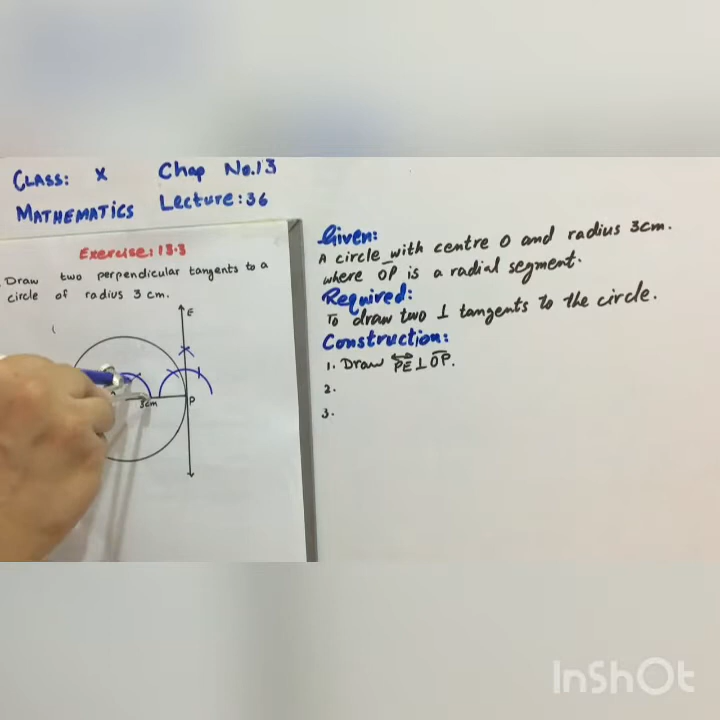 CLASS: X Chap No.13
MATHEMATICS Lecture: 36
Exercise: 13.3
Draw two perpendicular tangents to a
circle of radius 3 cm.
E
3cm
P
Given:
A circle with centre O and radius 3cm.
where OP is a radial segment.
Required:
To draw two ⊥ tangents to the circle.
Construction:
1. Draw PE ⊥ OP.
2.
3.
InShOt